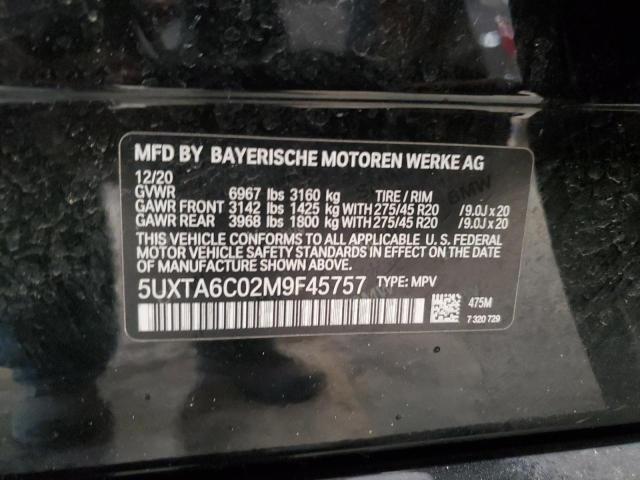 MFD BY BAYERISCHE MOTOREN WERKE AG
12/20
GVWR 6967 lbs 3160 kg TIRE / RIM
GAWR FRONT 3142 lbs 1425 kg WITH 275/45 R20 /9.0J x 20
GAWR REAR 3968 lbs 1800 kg WITH 275/45 R20 /9.0J x 20
THIS VEHICLE CONFORMS TO ALL APPLICABLE U. S. FEDERAL
MOTOR VEHICLE SAFETY STANDARDS IN EFFECT ON THE DATE
OF MANUFACTURE SHOWN ABOVE.
5UXTA6C02M9F45757 TYPE: MPV
475M
7 320 729
BMW